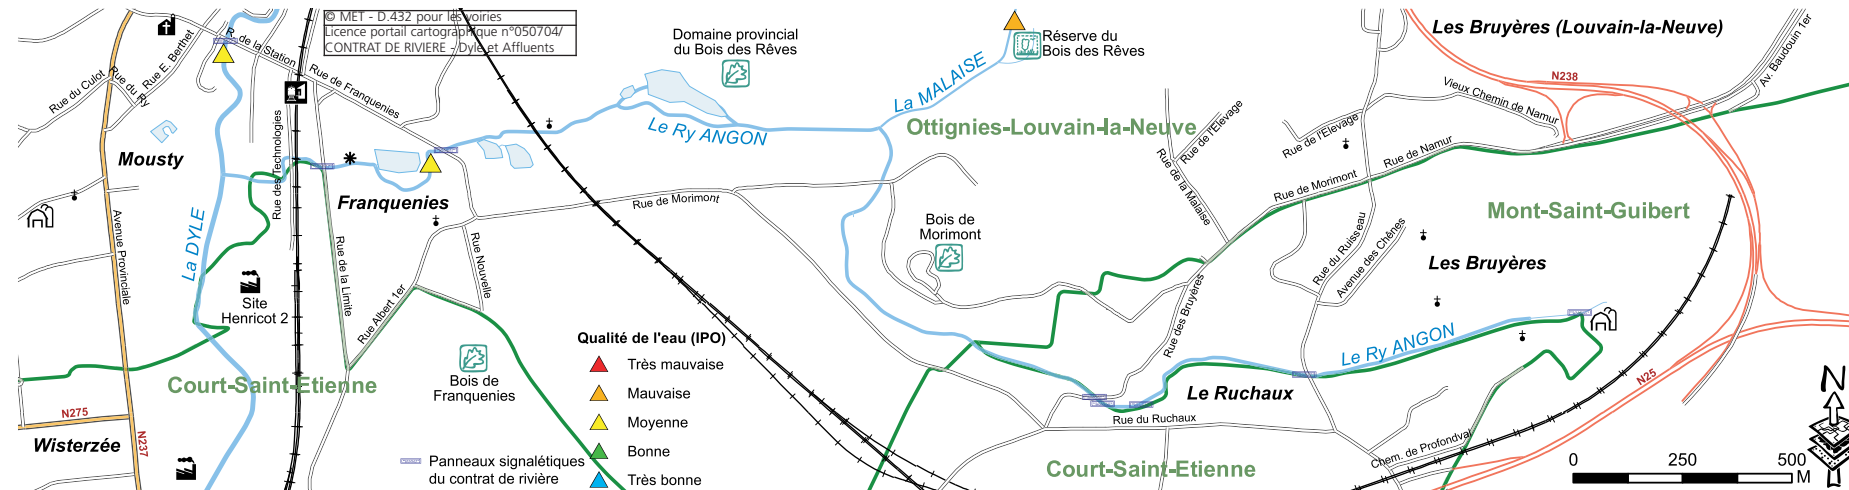 © MET - D.432 pour les voiries
Licence portail cartographique n°050704/
CONTRAT DE RIVIERE - Dyle et Affluents
R. de la Station
Rue E. Berthet
Rue du Culot
Rue du Ry
Rue de Franquenies
Mousty
Rue des Technologies
Franquenies
La DYLE
Avenue Provinciale
Site
Henricot 2
Rue de la Limite
Rue Albert 1er
Rue Nouvelle
Court-Saint-Etienne
N275
N237
Wisterzée
Bois de
Franquenies
Domaine provincial
du Bois des Rêves
Le Ry ANGON
La MALAISE
Réserve du
Bois des Rêves
Ottignies-Louvain-la-Neuve
Rue de Morimont
Bois de
Morimont
Rue de l'Elevage
Rue de la Malaise
Les Bruyères (Louvain-la-Neuve)
N238
Av. Baudouin 1er
Vieux Chemin de Namur
Rue de l'Elevage
Rue de Namur
Rue de Morimont
Mont-Saint-Guibert
Rue du Ruisseau
Avenue des Chênes
Les Bruyères
Rue des Bruyères
Le Ry ANGON
Le Ruchaux
Rue du Ruchaux
N25
Chem. de Profondval
Court-Saint-Etienne
Qualité de l'eau (IPO)
Très mauvaise
Mauvaise
Moyenne
Bonne
Très bonne
Panneaux signalétiques
du contrat de rivière
N
0 250 500
M